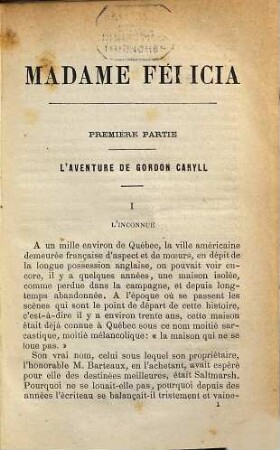 MADAME FÉLICIA
PREMIÈRE PARTIE
L'AVENTURE DE GORDON CARYLL
I
L'INCONNUE
A un mille environ de Québec, la ville américaine
demeurée française d'aspect et de mœurs, en dépit de
la longue possession anglaise, on pouvait voir en-
core, il y a quelques années, une maison isolée,
comme perdue dans la campagne, et depuis long-
temps abandonnée. A l'époque où se passent les
scènes qui sont le point de départ de cette histoire,
c'est-à-dire il y a environ trente ans, cette maison
était déjà connue à Québec sous ce nom moitié sar-
castique, moitié mélancolique : « la maison qui ne se
loue pas. »
Son vrai nom, celui sous lequel son propriétaire,
l'honorable M. Barteaux, en l'achetant, avait espéré
pour elle des destinées meilleures, était Saltmarsh.
Pourquoi ne se louait-elle pas, pourquoi depuis des
années l'écriteau se balançait-il tristement et vaine-
1